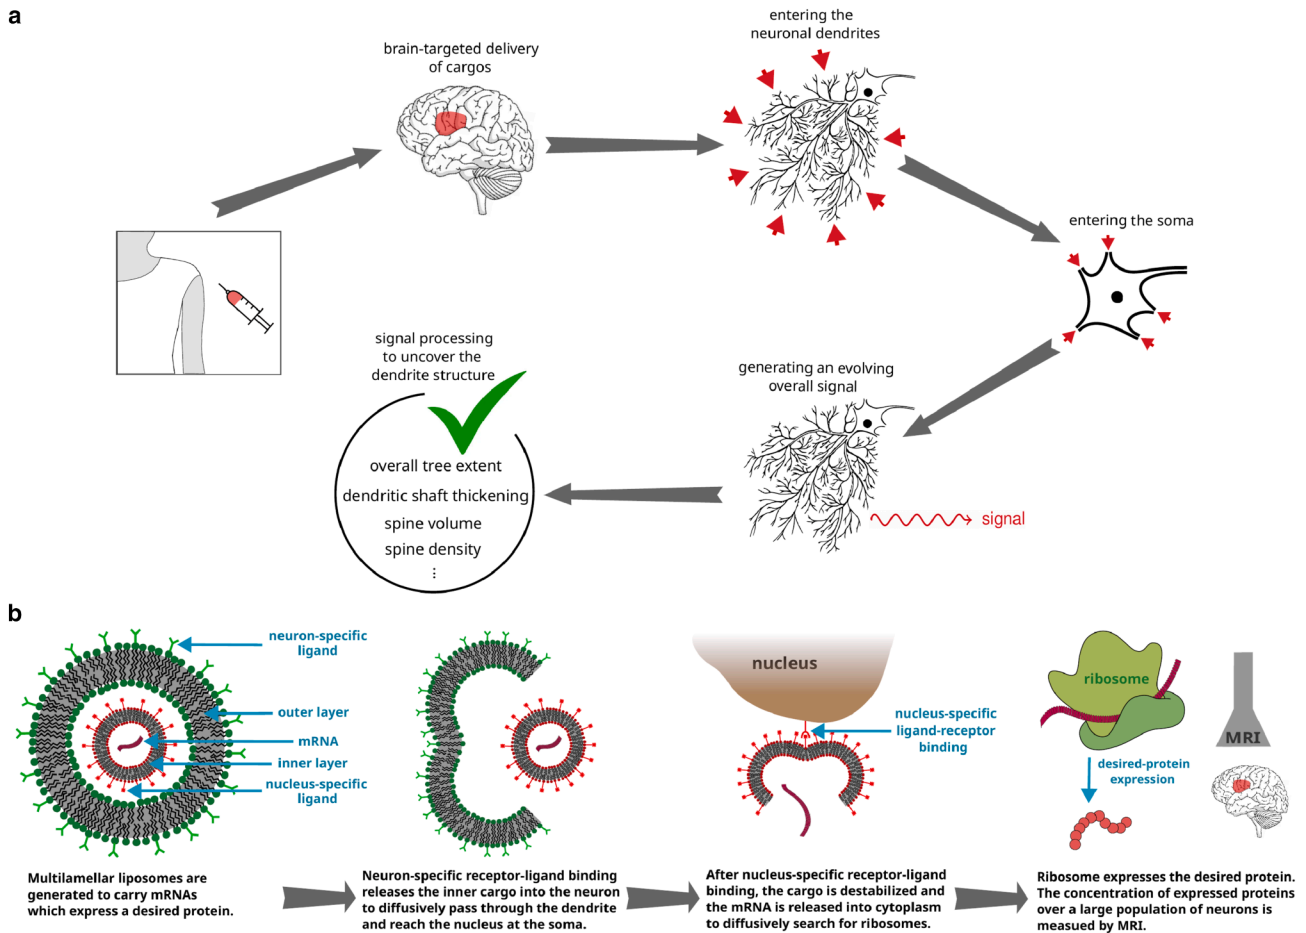 a
brain-targeted delivery
of cargos
entering the
neuronal dendrites
entering the soma
generating an evolving
overall signal
signal
signal processing
to uncover the
dendrite structure
overall tree extent
dendritic shaft thickening
spine volume
spine density
⋮
b
neuron-specific
ligand
outer layer
mRNA
inner layer
nucleus-specific
ligand
nucleus
nucleus-specific
ligand-receptor
binding
ribosome
desired-protein
expression
MRI
Multilamellar liposomes are
generated to carry mRNAs
which express a desired protein.
Neuron-specific receptor-ligand binding
releases the inner cargo into the neuron
to diffusively pass through the dendrite
and reach the nucleus at the soma.
After nucleus-specific receptor-ligand
binding, the cargo is destabilized and
the mRNA is released into cytoplasm
to diffusively search for ribosomes.
Ribosome expresses the desired protein.
The concentration of expressed proteins
over a large population of neurons is
measued by MRI.